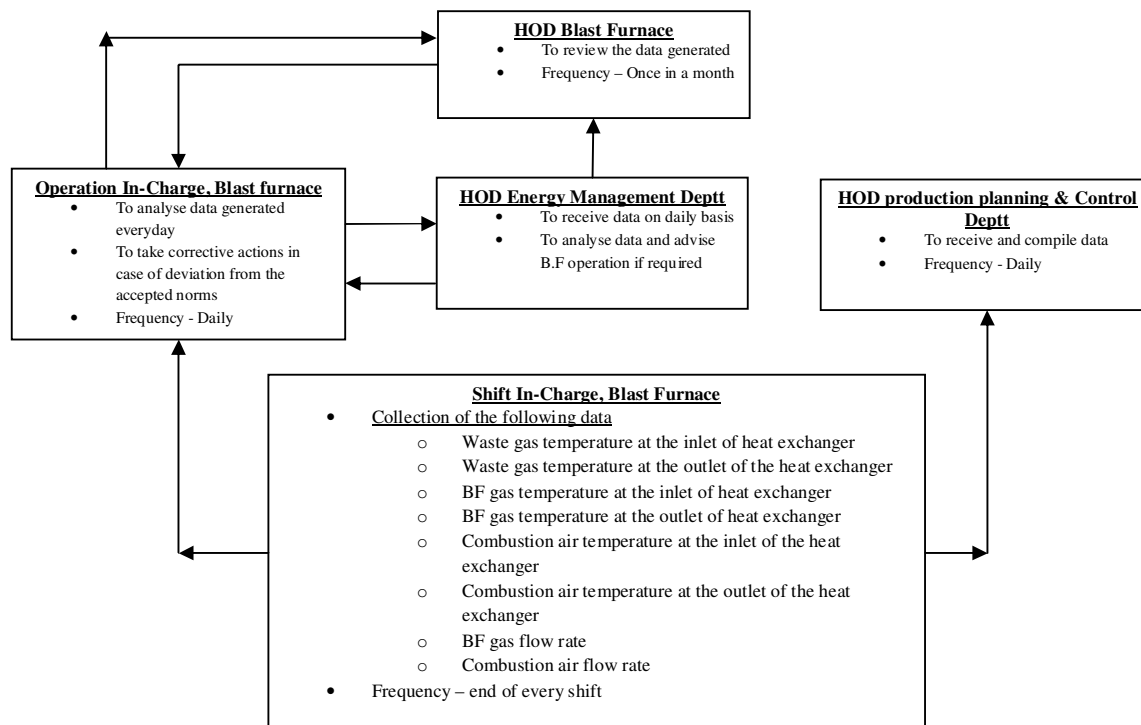 HOD Blast Furnace
• To review the data generated
• Frequency – Once in a month
Operation In-Charge, Blast furnace
• To analyse data generated
everyday
• To take corrective actions in
case of deviation from the
accepted norms
• Frequency - Daily
HOD Energy Management Deptt
• To receive data on daily basis
• To analyse data and advise
B.F operation if required
HOD production planning & Control
Deptt
• To receive and compile data
• Frequency - Daily
Shift In-Charge, Blast Furnace
• Collection of the following data
o Waste gas temperature at the inlet of heat exchanger
o Waste gas temperature at the outlet of the heat exchanger
o BF gas temperature at the inlet of heat exchanger
o BF gas temperature at the outlet of heat exchanger
o Combustion air temperature at the inlet of the heat
exchanger
o Combustion air temperature at the outlet of the heat
exchanger
o BF gas flow rate
o Combustion air flow rate
• Frequency – end of every shift